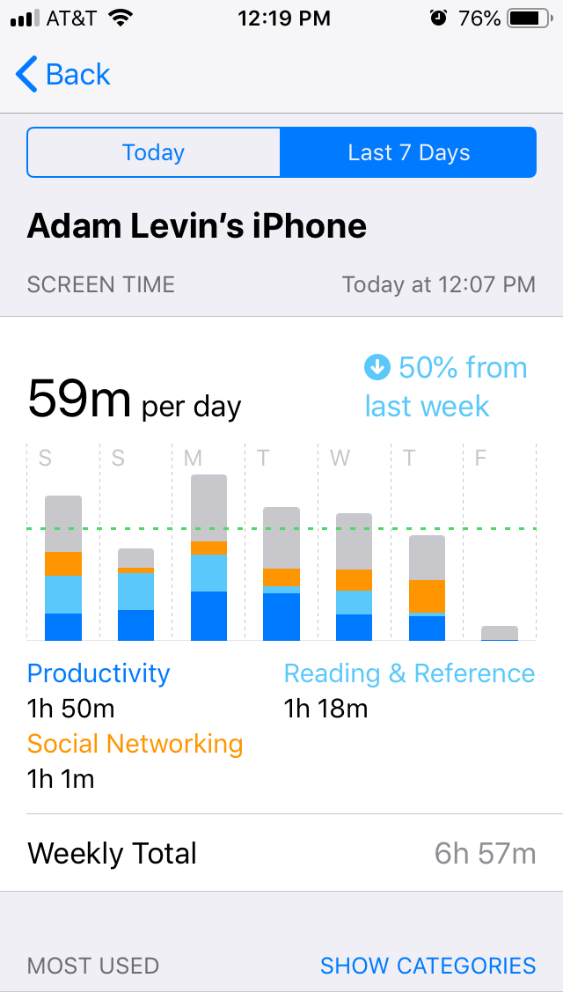 AT&T 12:19 PM 76%
Back
Today Last 7 Days
Adam Levin’s iPhone
SCREEN TIME Today at 12:07 PM
50% from
59m per day last week
S S M T W T F
Productivity Reading & Reference
1h 50m 1h 18m
Social Networking
1h 1m
Weekly Total 6h 57m
MOST USED SHOW CATEGORIES